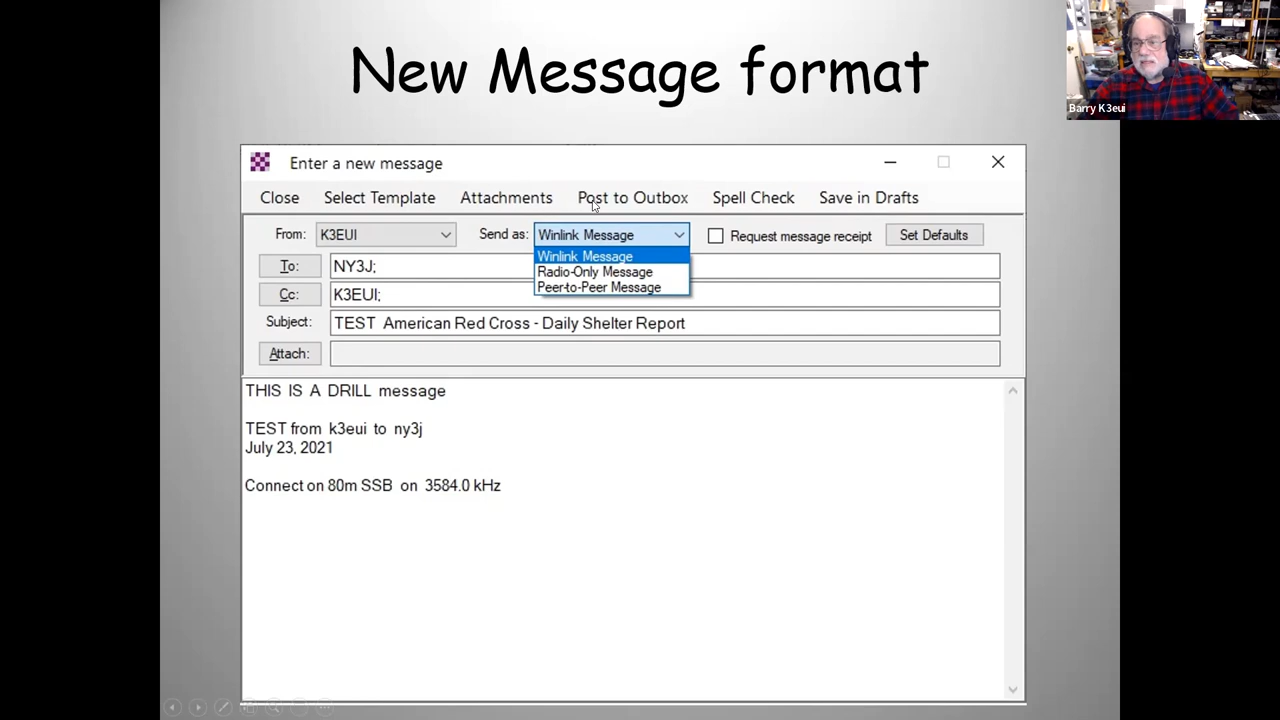 New Message format
Barry K3eui
Enter a new message
Close Select Template Attachments Post to Outbox Spell Check Save in Drafts
From: K3EUI Send as: Winlink Message Request message receipt Set Defaults
Winlink Message
To: NY3J;
Radio-Only Message
Peer-to-Peer Message
Cc: K3EUI;
Subject: TEST American Red Cross - Daily Shelter Report
Attach:
THIS IS A DRILL message
TEST from k3eui to ny3j
July 23, 2021
Connect on 80m SSB on 3584.0 kHz